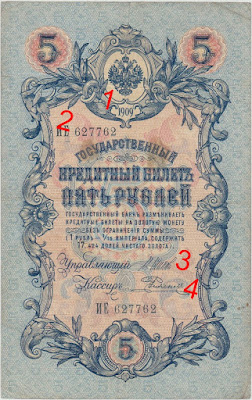 5 5
1
1909
2
ИЕ 627762
ГОСУДАРСТВЕННЫЙ
КРЕДИТНЫЙ БИЛЕТЪ
ПЯТЬ РУБЛЕЙ
ГОСУДАРСТВЕННЫЙ БАНКЪ РАЗМѢНИВАЕТЪ
КРЕДИТНЫЕ БИЛЕТЫ НА ЗОЛОТУЮ МОНЕТУ
БЕЗЪ ОГРАНИЧЕНІЯ СУММЫ
(1 РУБЛЬ = 1/15 ИМПЕРІАЛА, СОДЕРЖИТЪ
17,424 ДОЛЕЙ ЧИСТАГО ЗОЛОТА).
Управляющій 3
Кассиръ 4
ИЕ 627762
5